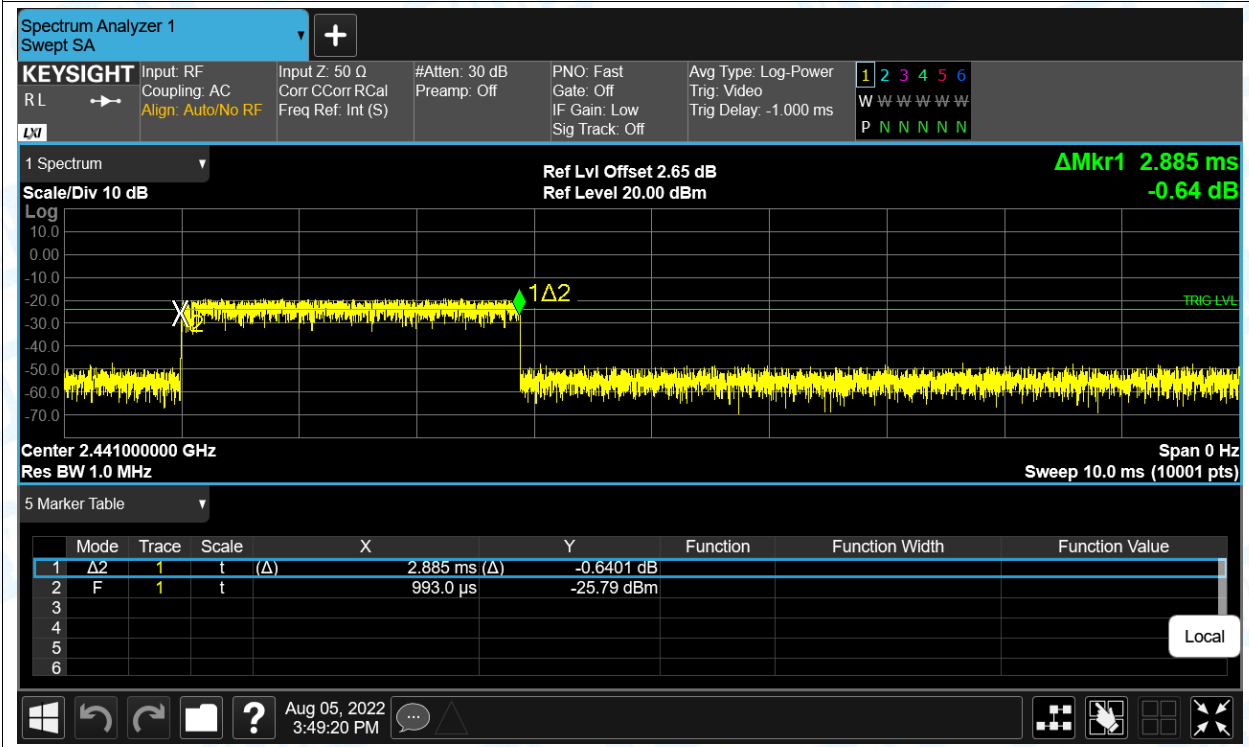 Spectrum Analyzer 1
Swept SA
+
KEYSIGHT
R L
LXI
Input: RF
Coupling: AC
Align: Auto/No RF
Input Z: 50 Ω
Corr CCorr RCal
Freq Ref: Int (S)
#Atten: 30 dB
Preamp: Off
PNO: Fast
Gate: Off
IF Gain: Low
Sig Track: Off
Avg Type: Log-Power
Trig: Video
Trig Delay: -1.000 ms
1 2 3 4 5 6
W W W W W W
P N N N N N
1 Spectrum
Scale/Div 10 dB
Ref Lvl Offset 2.65 dB
Ref Level 20.00 dBm
ΔMkr1 2.885 ms
-0.64 dB
Log
10.0
0.00
-10.0
-20.0
-30.0
-40.0
-50.0
-60.0
-70.0
X
2
1Δ2
TRIG LVL
Center 2.441000000 GHz
Res BW 1.0 MHz
Span 0 Hz
Sweep 10.0 ms (10001 pts)
5 Marker Table
Mode Trace Scale X Y Function Function Width Function Value
1 Δ2 1 t (Δ) 2.885 ms (Δ) -0.6401 dB
2 F 1 t 993.0 µs -25.79 dBm
3
4
5
6
Local
?
Aug 05, 2022
3:49:20 PM